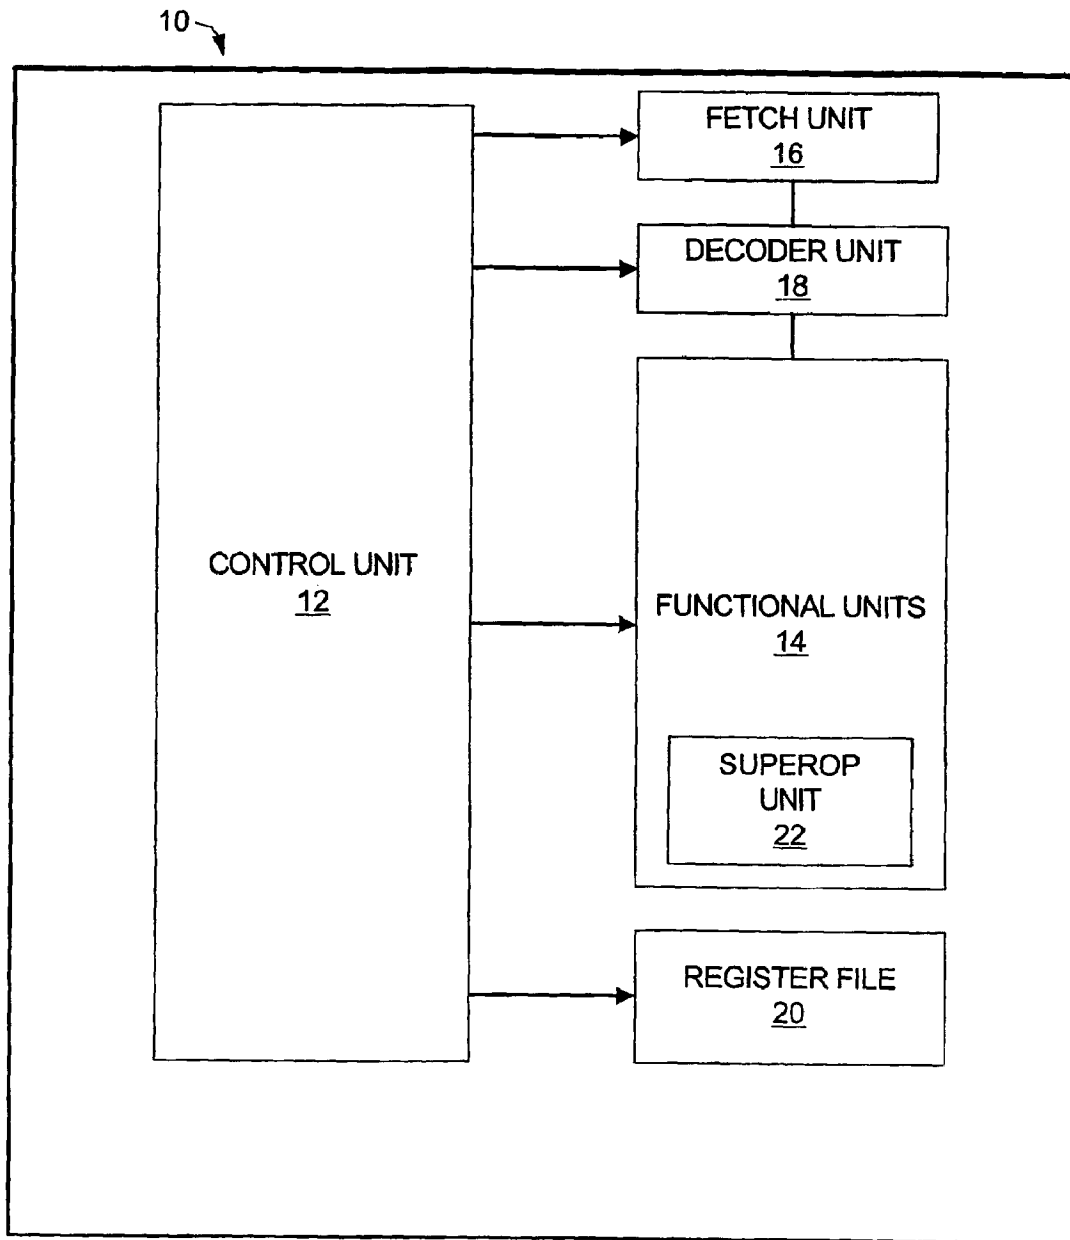 10
FETCH UNIT
16
DECODER UNIT
18
CONTROL UNIT
12
FUNCTIONAL UNITS
14
SUPEROP
UNIT
22
REGISTER FILE
20